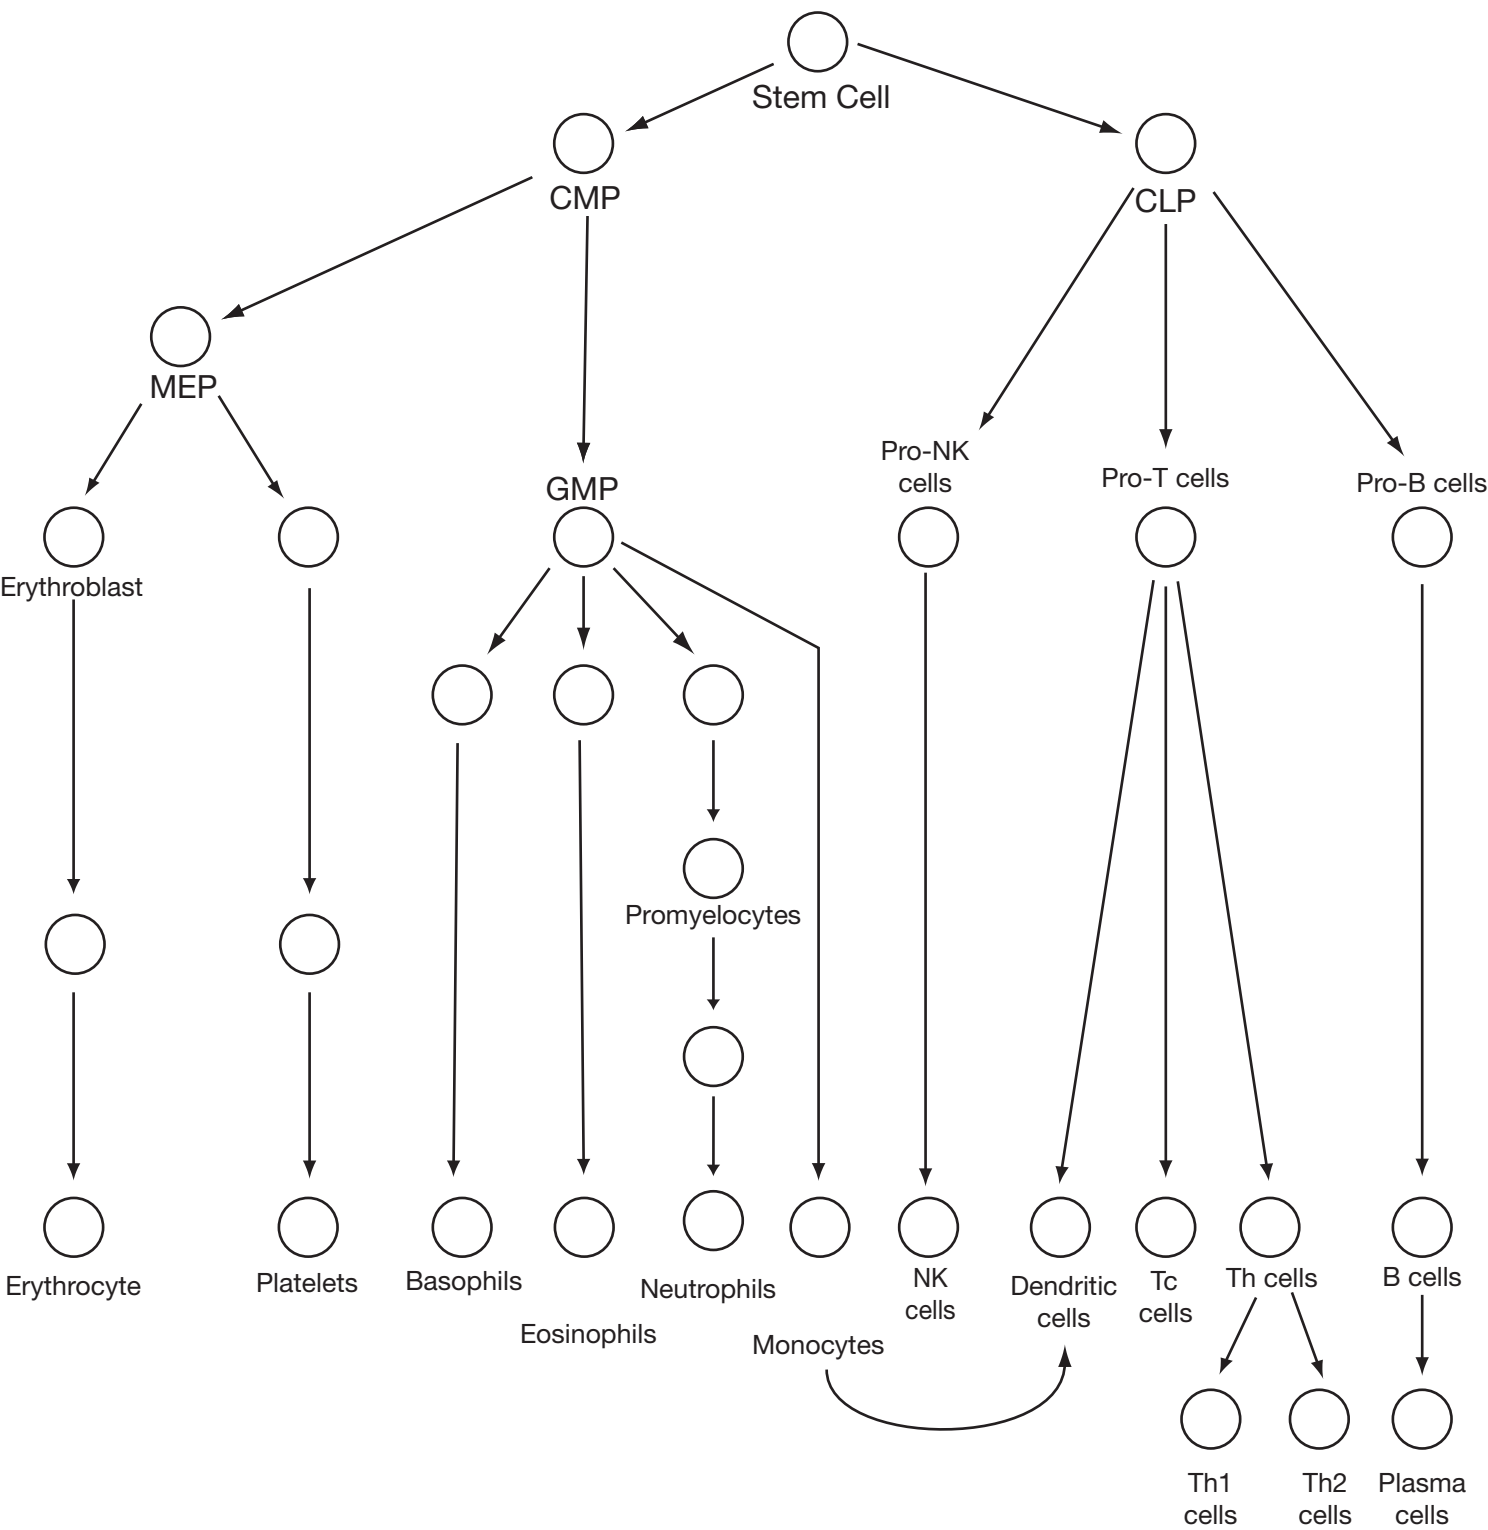 Stem Cell
CMP
CLP
MEP
GMP
Pro-NK
cells
Pro-T cells
Pro-B cells
Erythroblast
Promyelocytes
Erythrocyte
Platelets
Basophils
Eosinophils
Neutrophils
Monocytes
NK
cells
Dendritic
cells
Tc
cells
Th cells
B cells
Th1
cells
Th2
cells
Plasma
cells